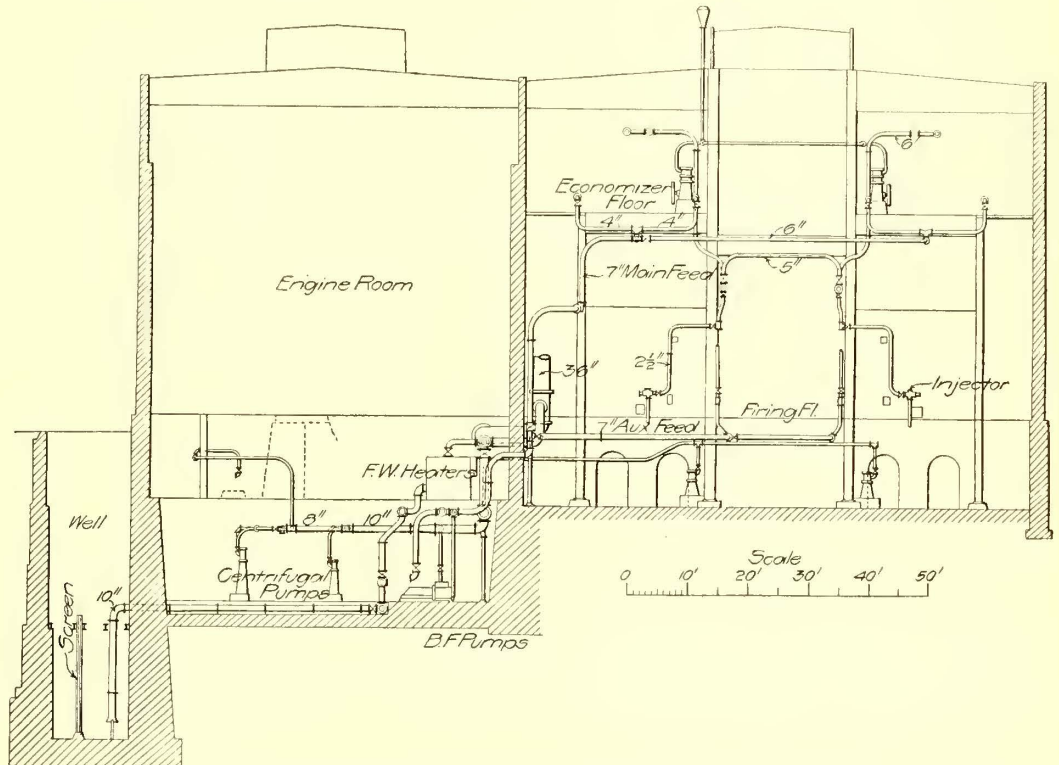 6"
Economizer
Floor
4" 4"
6"
5"
7" Main Feed
Engine Room
36"
2½"
Injector
Firing Fl.
7" Aux Feed
F.W. Heaters
Well
8" 10"
Centrifugal
Pumps
10"
Screen
B.F. Pumps
Scale
0 10' 20' 30' 40' 50'